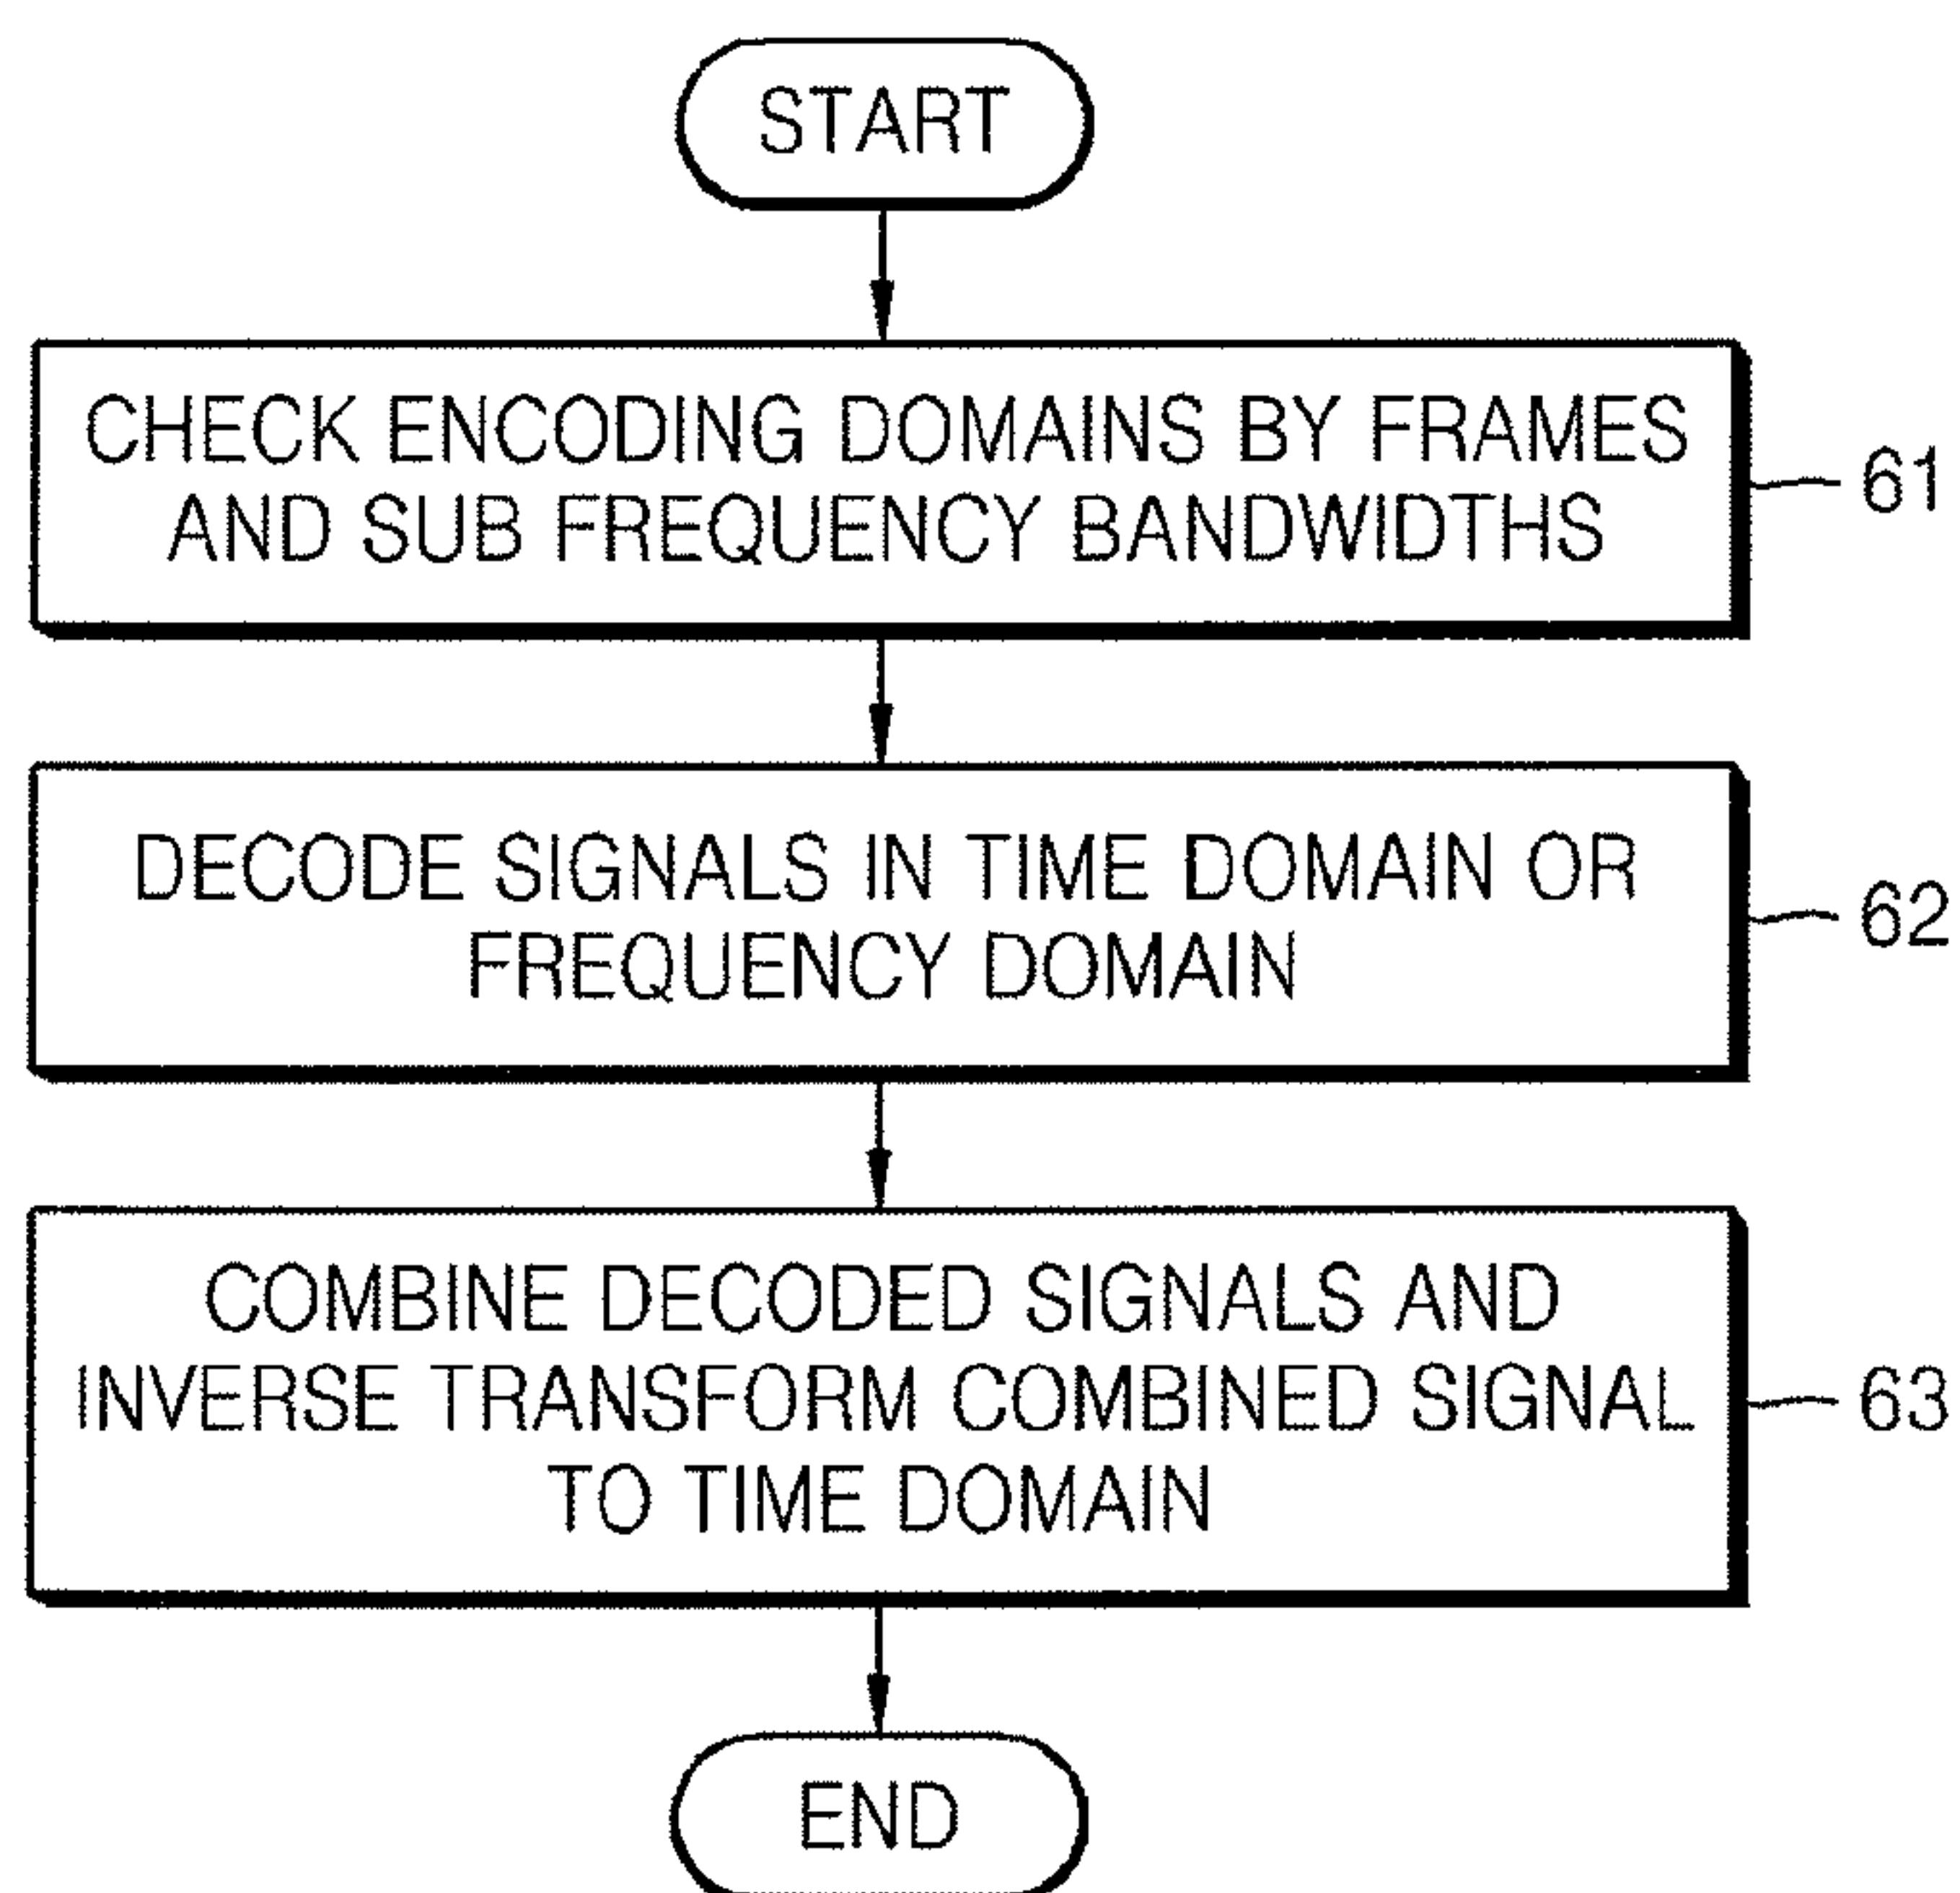 START
CHECK ENCODING DOMAINS BY FRAMES
AND SUB FREQUENCY BANDWIDTHS
61
DECODE SIGNALS IN TIME DOMAIN OR
FREQUENCY DOMAIN
62
COMBINE DECODED SIGNALS AND
INVERSE TRANSFORM COMBINED SIGNAL
TO TIME DOMAIN
63
END